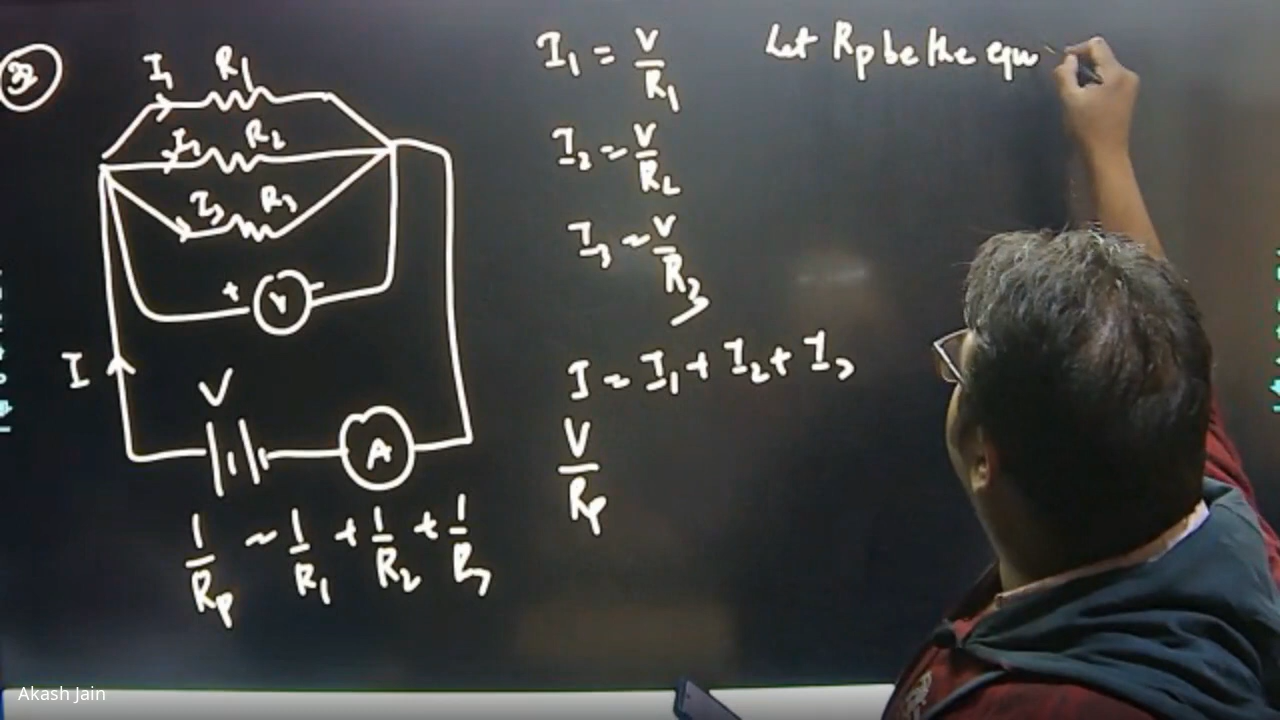 32
I₁ R₁
I₂ R₂
I₃ R₃
+ V -
I
V
A
1/Rp = 1/R₁ + 1/R₂ + 1/R₃
I₁ = V/R₁
I₂ = V/R₂
I₃ = V/R₃
I = I₁ + I₂ + I₃
V/Rp
Let Rp be the equ
Akash Jain